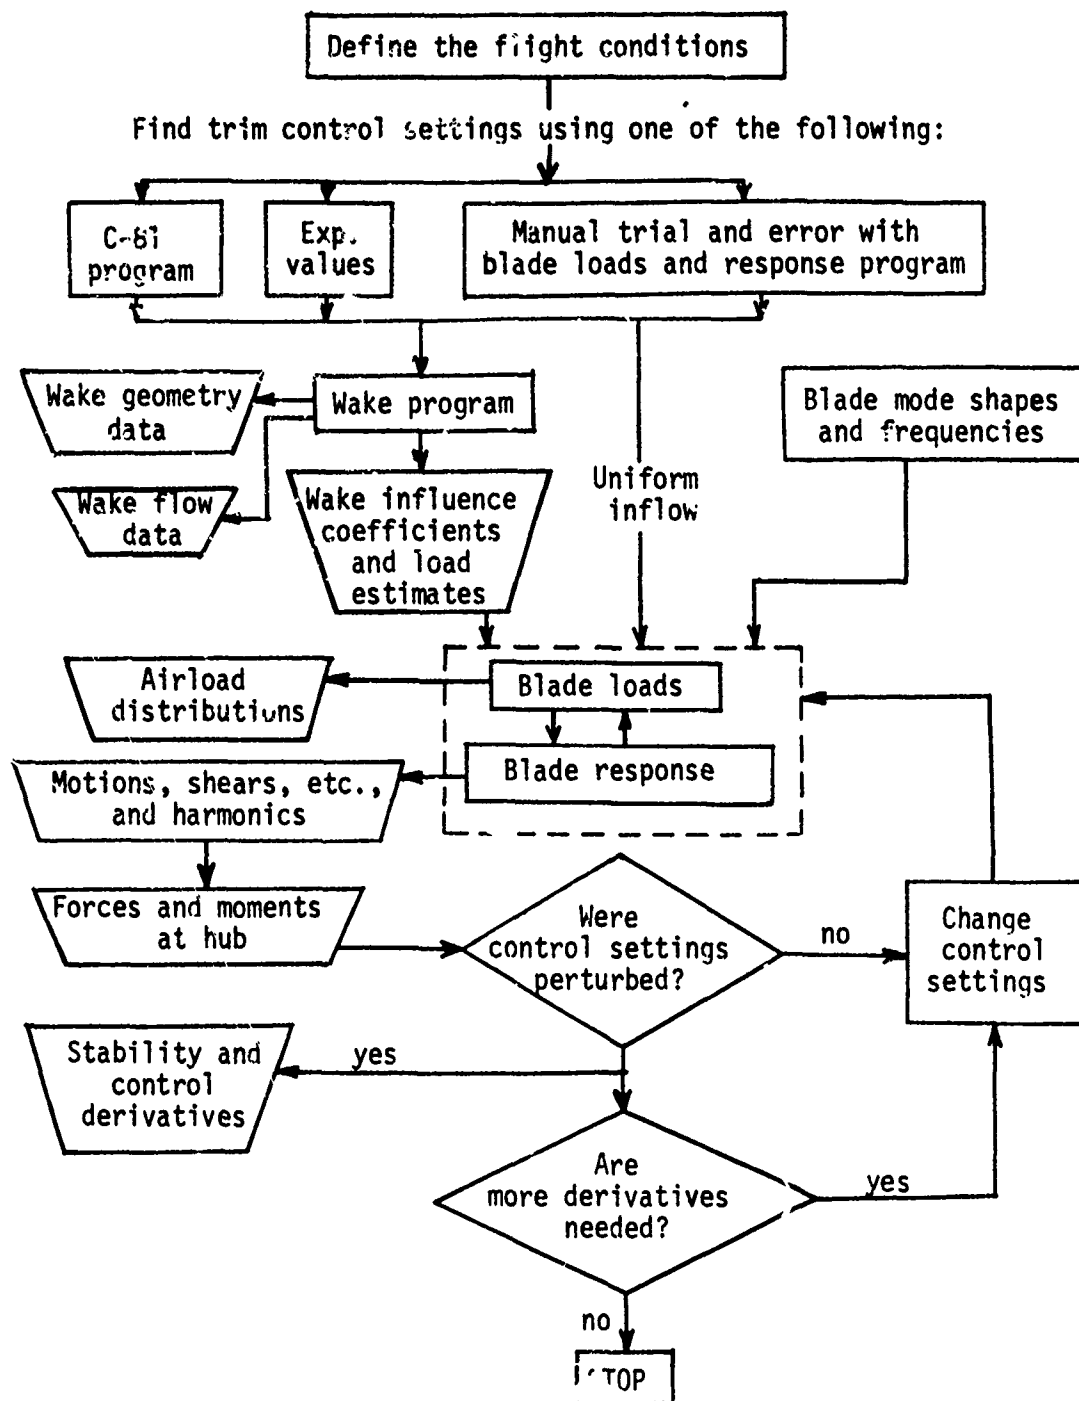 Define the flight conditions
Find trim control settings using one of the following:
C-81
program
Exp.
values
Manual trial and error with
blade loads and response program
Wake geometry
data
Wake program
Blade mode shapes
and frequencies
Wake flow
data
Wake influence
coefficients
and load
estimates
Uniform
inflow
Airload
distributions
Blade loads
Blade response
Motions, shears, etc.,
and harmonics
Forces and moments
at hub
Were
control settings
perturbed?
no
Change
control
settings
Stability and
control
derivatives
yes
Are
more derivatives
needed?
yes
no
STOP